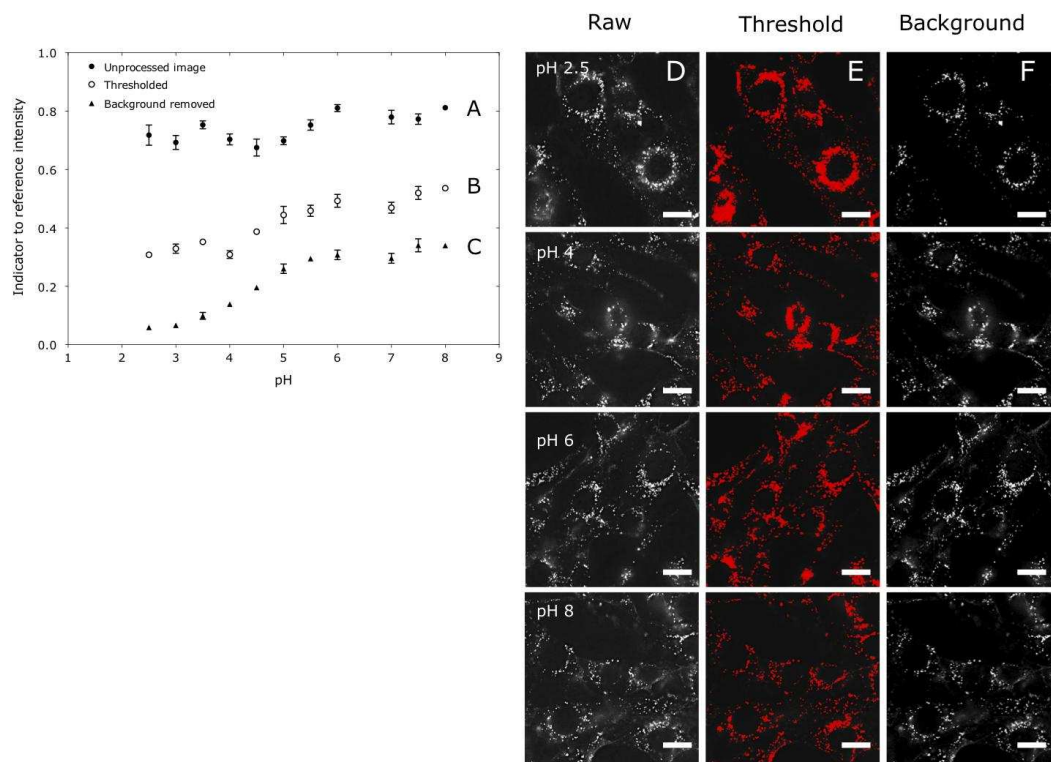 Raw Threshold Background
1.0
Unprocessed image
Thresholded
Background removed
0.8
0.6
0.4
0.2
0.0
A
B
C
Indicator to reference intensity
1 2 3 4 5 6 7 8 9
pH
pH 2.5 D E F
pH 4
pH 6
pH 8